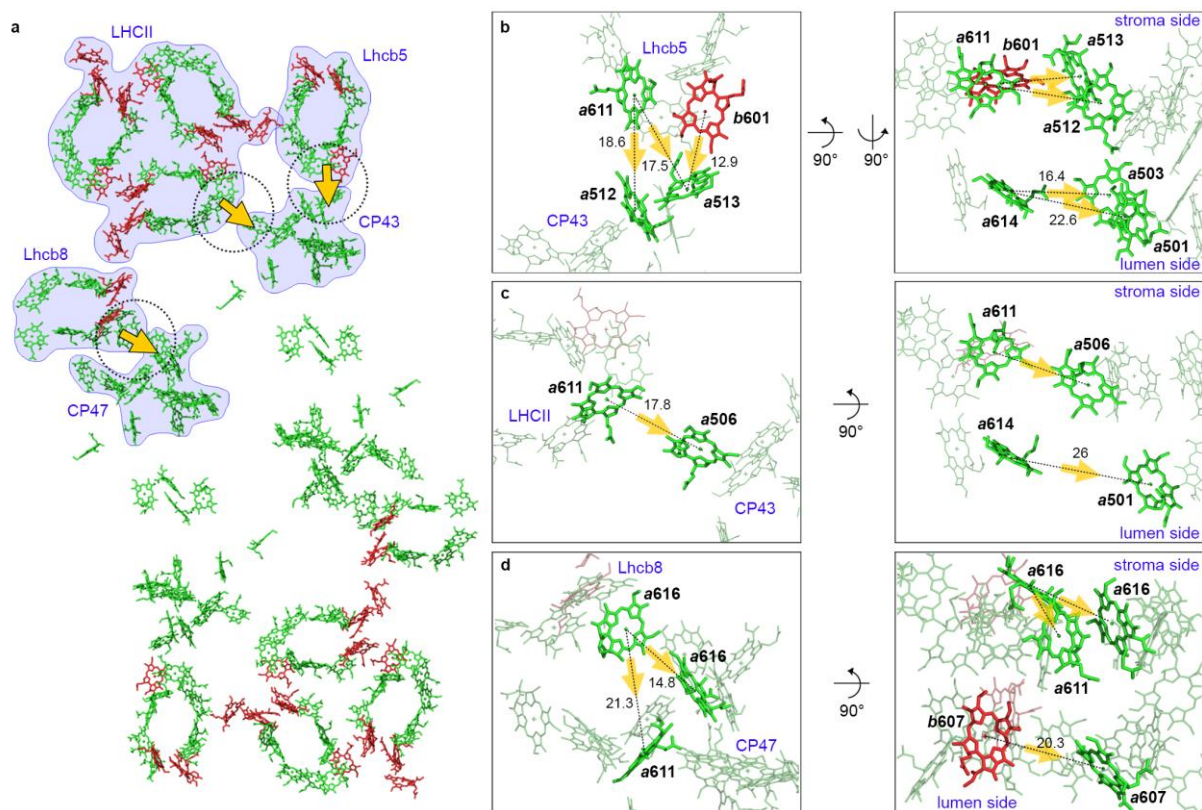 a
LHCII
Lhcb5
CP43
Lhcb8
CP47
b
Lhcb5
a611
b601
18.6
17.5
12.9
a512
a513
CP43
90°
90°
stroma side
a611
b601
a513
a512
16.4
a503
a614
22.6
a501
lumen side
c
a611
17.8
LHCII
a506
CP43
90°
stroma side
a611
a506
a614
26
a501
lumen side
d
Lhcb8
a616
a616
14.8
21.3
CP47
a611
90°
stroma side
a616
a616
a611
b607
20.3
a607
lumen side